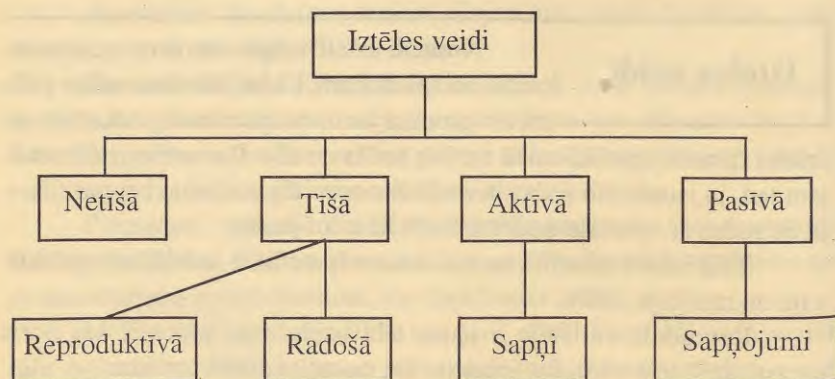 Iztēles veidi
Netīšā
Tīšā
Aktīvā
Pasīvā
Reproduktīvā
Radošā
Sapņi
Sapņojumi